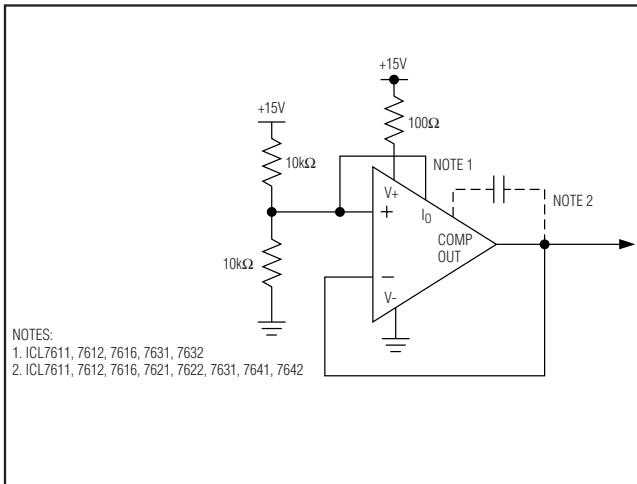 +15V
+15V
100Ω
10kΩ
NOTE 1
V+
I0
NOTE 2
+
COMP
OUT
10kΩ
−
V-
NOTES:
1. ICL7611, 7612, 7616, 7631, 7632
2. ICL7611, 7612, 7616, 7621, 7622, 7631, 7641, 7642